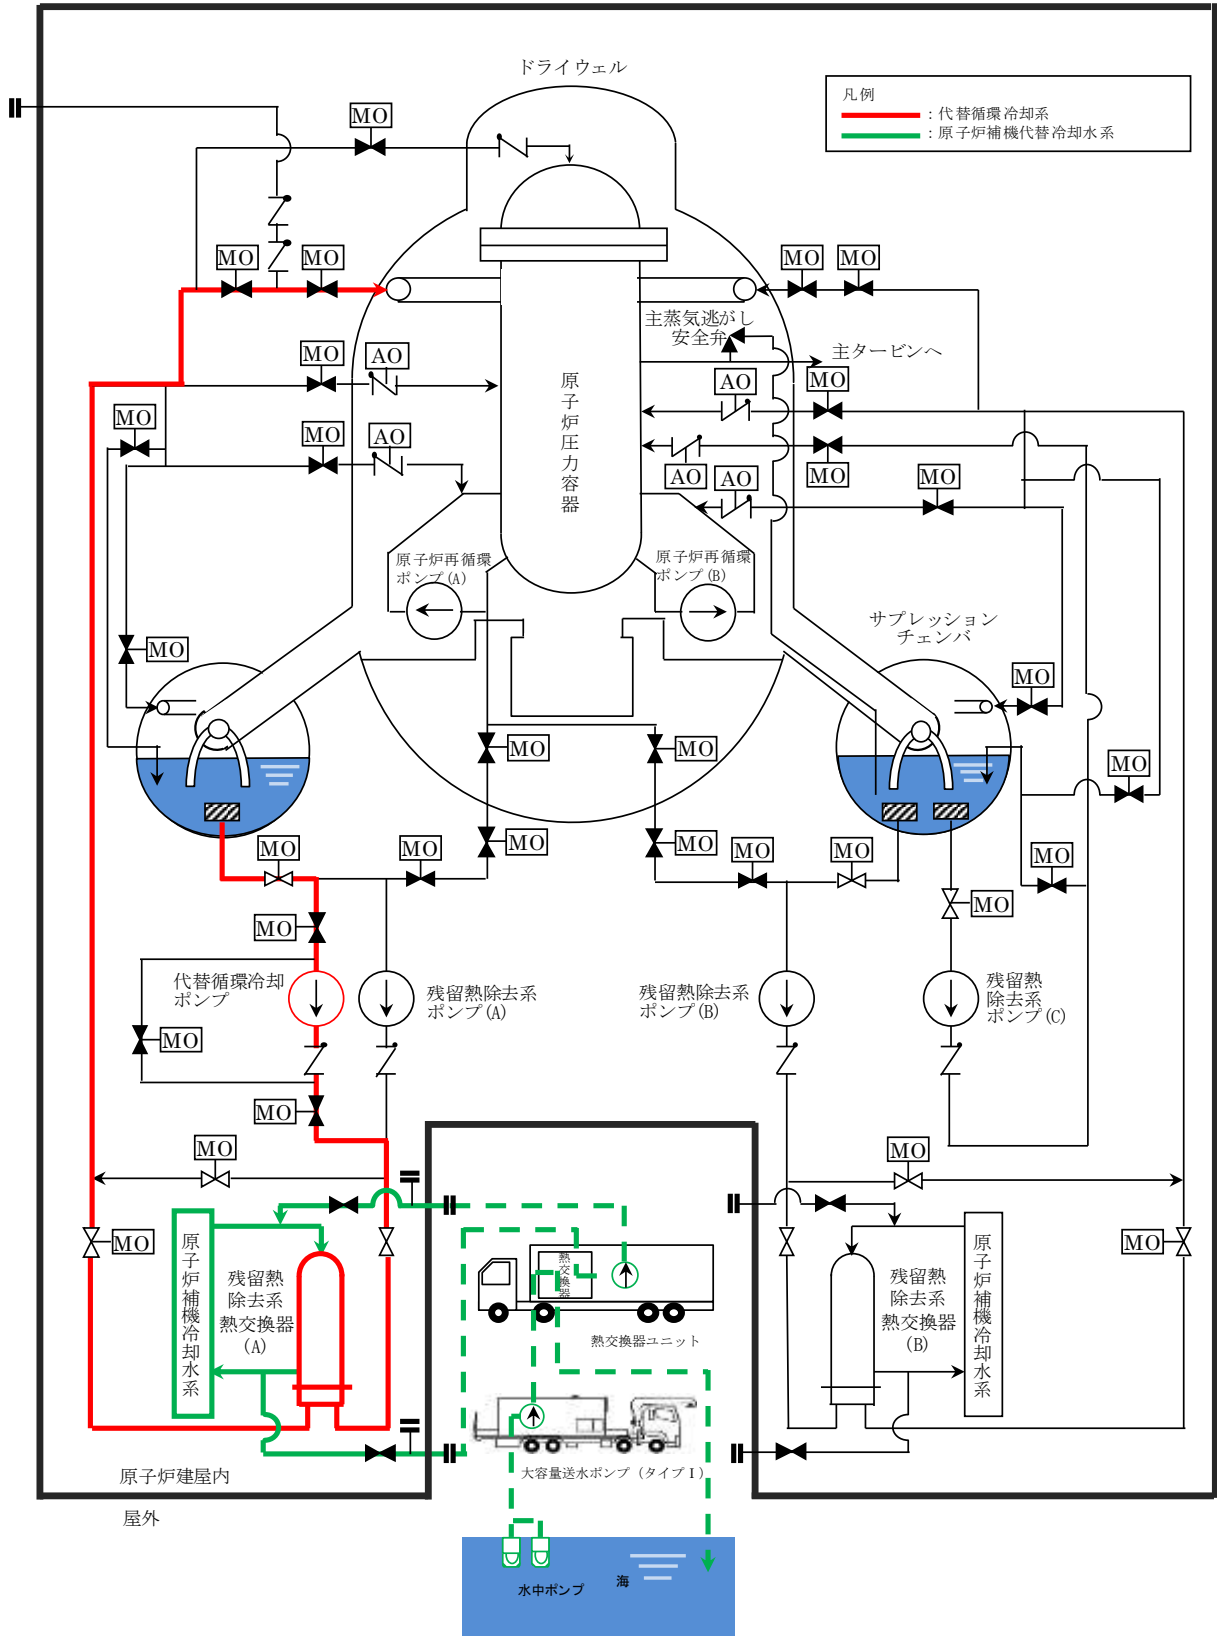 ドライウェル
凡例
：代替循環冷却系
：原子炉補機代替冷却水系
MO
MO
MO
MO
MO
主蒸気逃がし
安全弁
主タービンへ
MO
AO
AO
MO
原子炉圧力容器
MO
MO
AO
AO
MO
AO
MO
原子炉再循環
ポンプ(A)
原子炉再循環
ポンプ(B)
サプレッション
チェンバ
MO
MO
MO
MO
MO
MO
MO
MO
MO
MO
MO
MO
MO
MO
代替循環冷却
ポンプ
残留熱除去系
ポンプ(A)
残留熱除去系
ポンプ(B)
残留熱
除去系
ポンプ(C)
MO
MO
MO
MO
MO
MO
原子炉補機冷却水系
残留熱
除去系
熱交換器
(A)
熱交換器
熱交換器ユニット
残留熱
除去系
熱交換器
(B)
原子炉補機冷却水系
大容量送水ポンプ（タイプⅠ）
原子炉建屋内
屋外
水中ポンプ
海